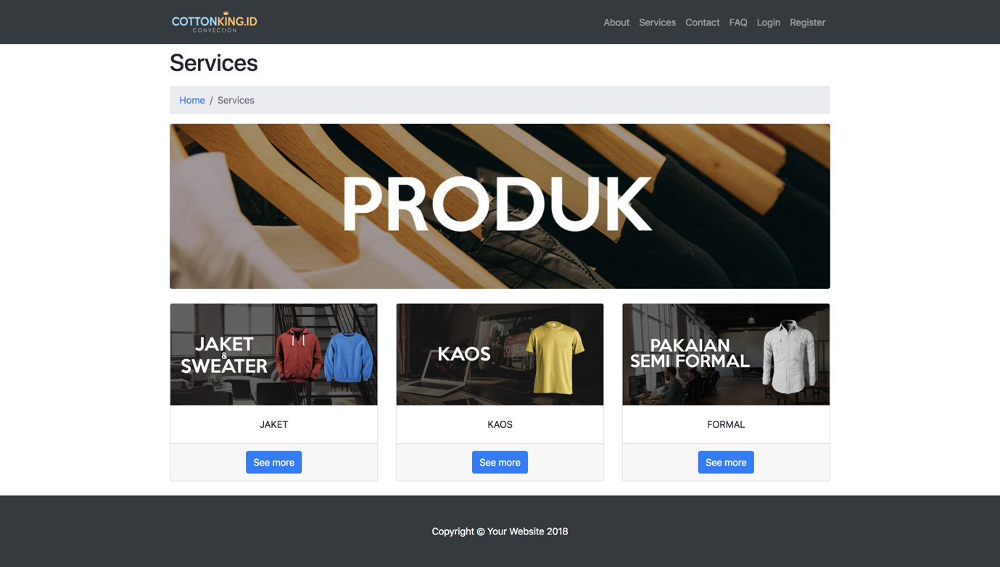 COTTONKING.ID
CONVECTION
About Services Contact FAQ Login Register
Services
Home / Services
PRODUK
JAKET
&
SWEATER
KAOS
OPEN
PAKAIAN
SEMI FORMAL
JAKET
KAOS
FORMAL
See more
See more
See more
Copyright © Your Website 2018